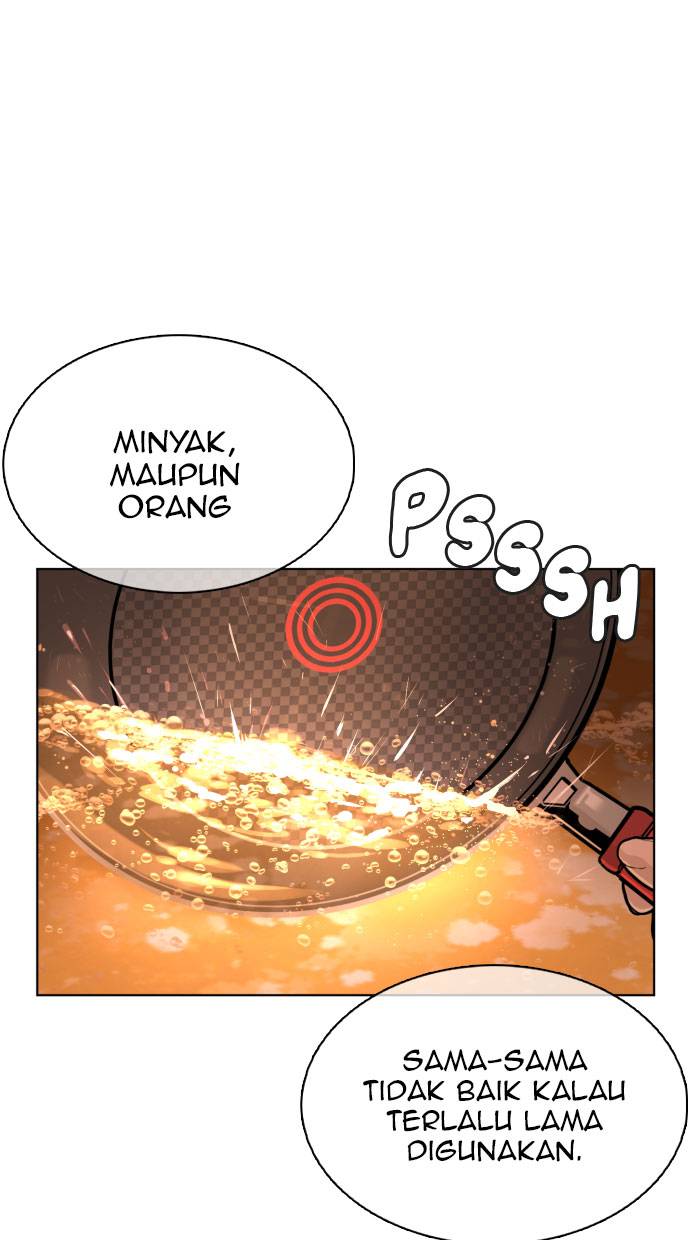 MINYAK,
MAUPUN
ORANG
PSSSH
SAMA-SAMA
TIDAK BAIK KALAU
TERLALU LAMA
DIGUNAKAN.